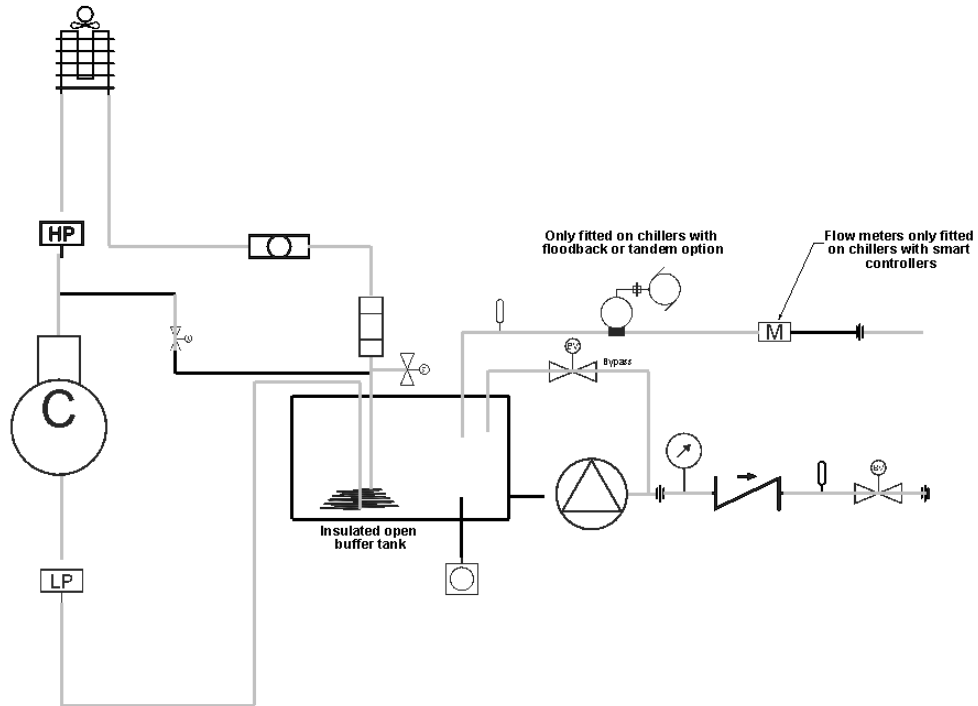 HP
Only fitted on chillers with
floodback or tandem option
Flow meters only fitted
on chillers with smart
controllers
M
PV
Bypass
C
Insulated open
buffer tank
LP